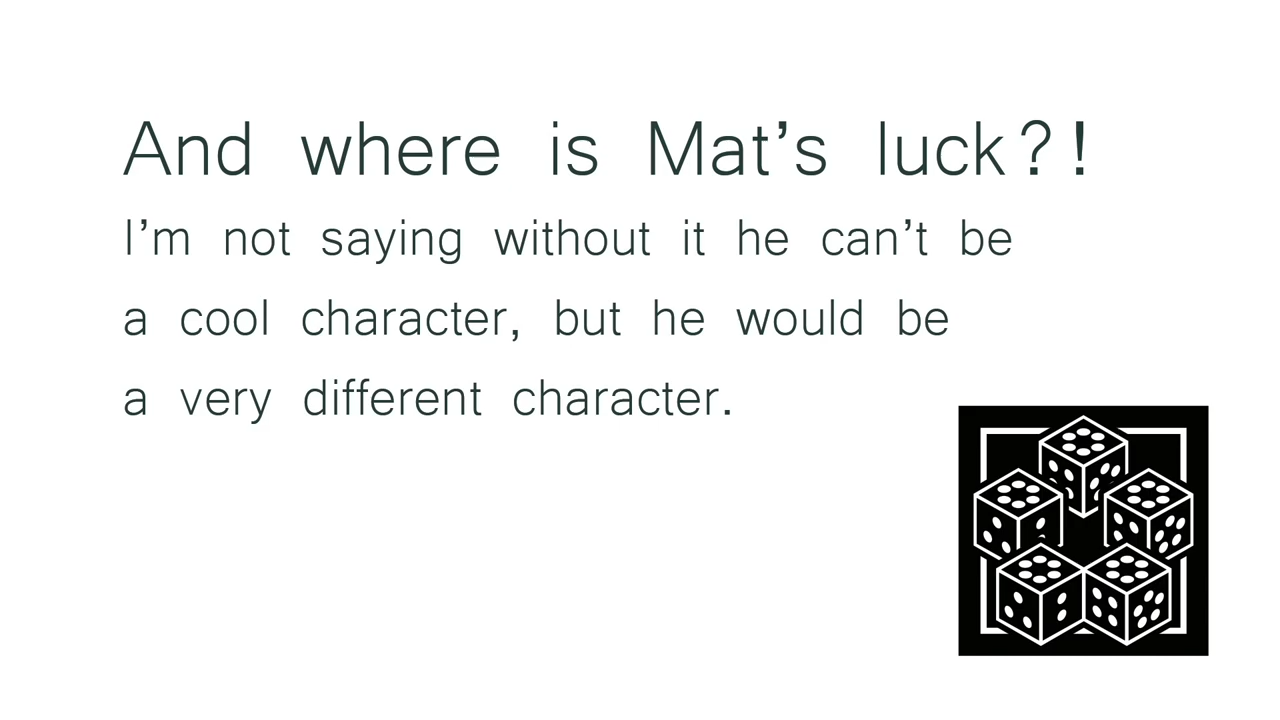 And where is Mat’s luck?!
I’m not saying without it he can’t be
a cool character, but he would be
a very different character.